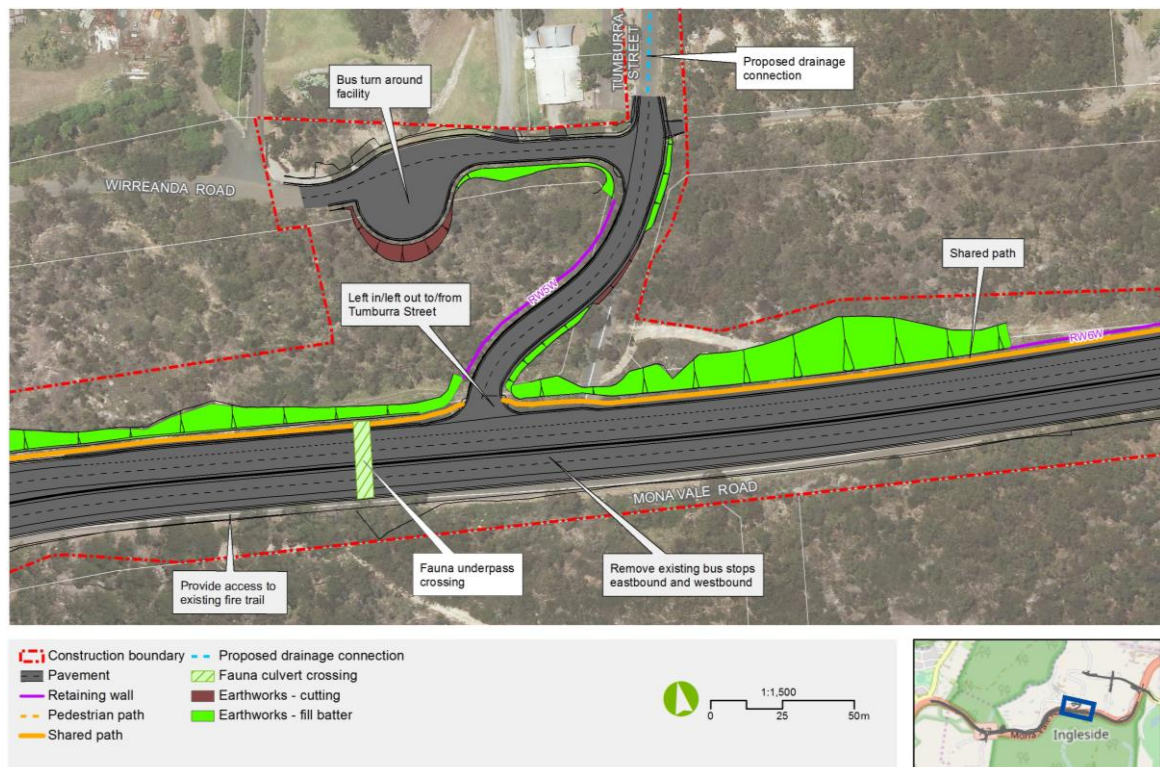 TUMBURRA
STREET
Proposed drainage
connection
Bus turn around
facility
WIRREANDA ROAD
Shared path
Left in/left out to/from
Tumburra Street
RW5W
RW6W
MONA VALE ROAD
Provide access to
existing fire trail
Fauna underpass
crossing
Remove existing bus stops
eastbound and westbound
Construction boundary
Pavement
Retaining wall
Pedestrian path
Shared path
Proposed drainage connection
Fauna culvert crossing
Earthworks - cutting
Earthworks - fill batter
1:1,500
0 25 50m
Mona
Ingleside